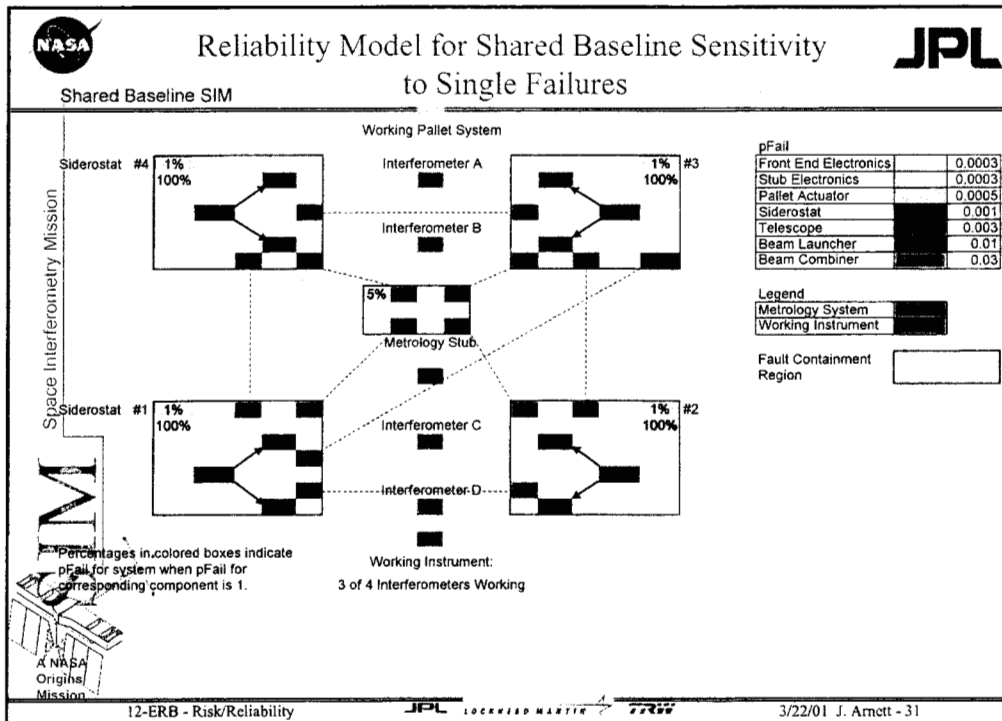 NASA
Reliability Model for Shared Baseline Sensitivity
to Single Failures
JPL
Shared Baseline SIM
Space Interferometry Mission
Working Pallet System
Siderostat #4
1%
100%
Interferometer A
1%
100%
#3
Interferometer B
5%
Metrology Stub
Siderostat #1
1%
100%
Interferometer C
1%
100%
#2
Interferometer D
Working Instrument:
3 of 4 Interferometers Working
pFail
Front End Electronics 0.0003
Stub Electronics 0.0003
Pallet Actuator 0.0005
Siderostat 0.001
Telescope 0.003
Beam Launcher 0.01
Beam Combiner 0.03
Legend
Metrology System
Working Instrument
Fault Containment
Region
SIM
Percentages in colored boxes indicate
pFail for system when pFail for
corresponding component is 1.
A NASA
Origins
Mission
12-ERB - Risk/Reliability
JPL
LOCKHEED MARTIN
TRW
3/22/01 J. Arnett - 31